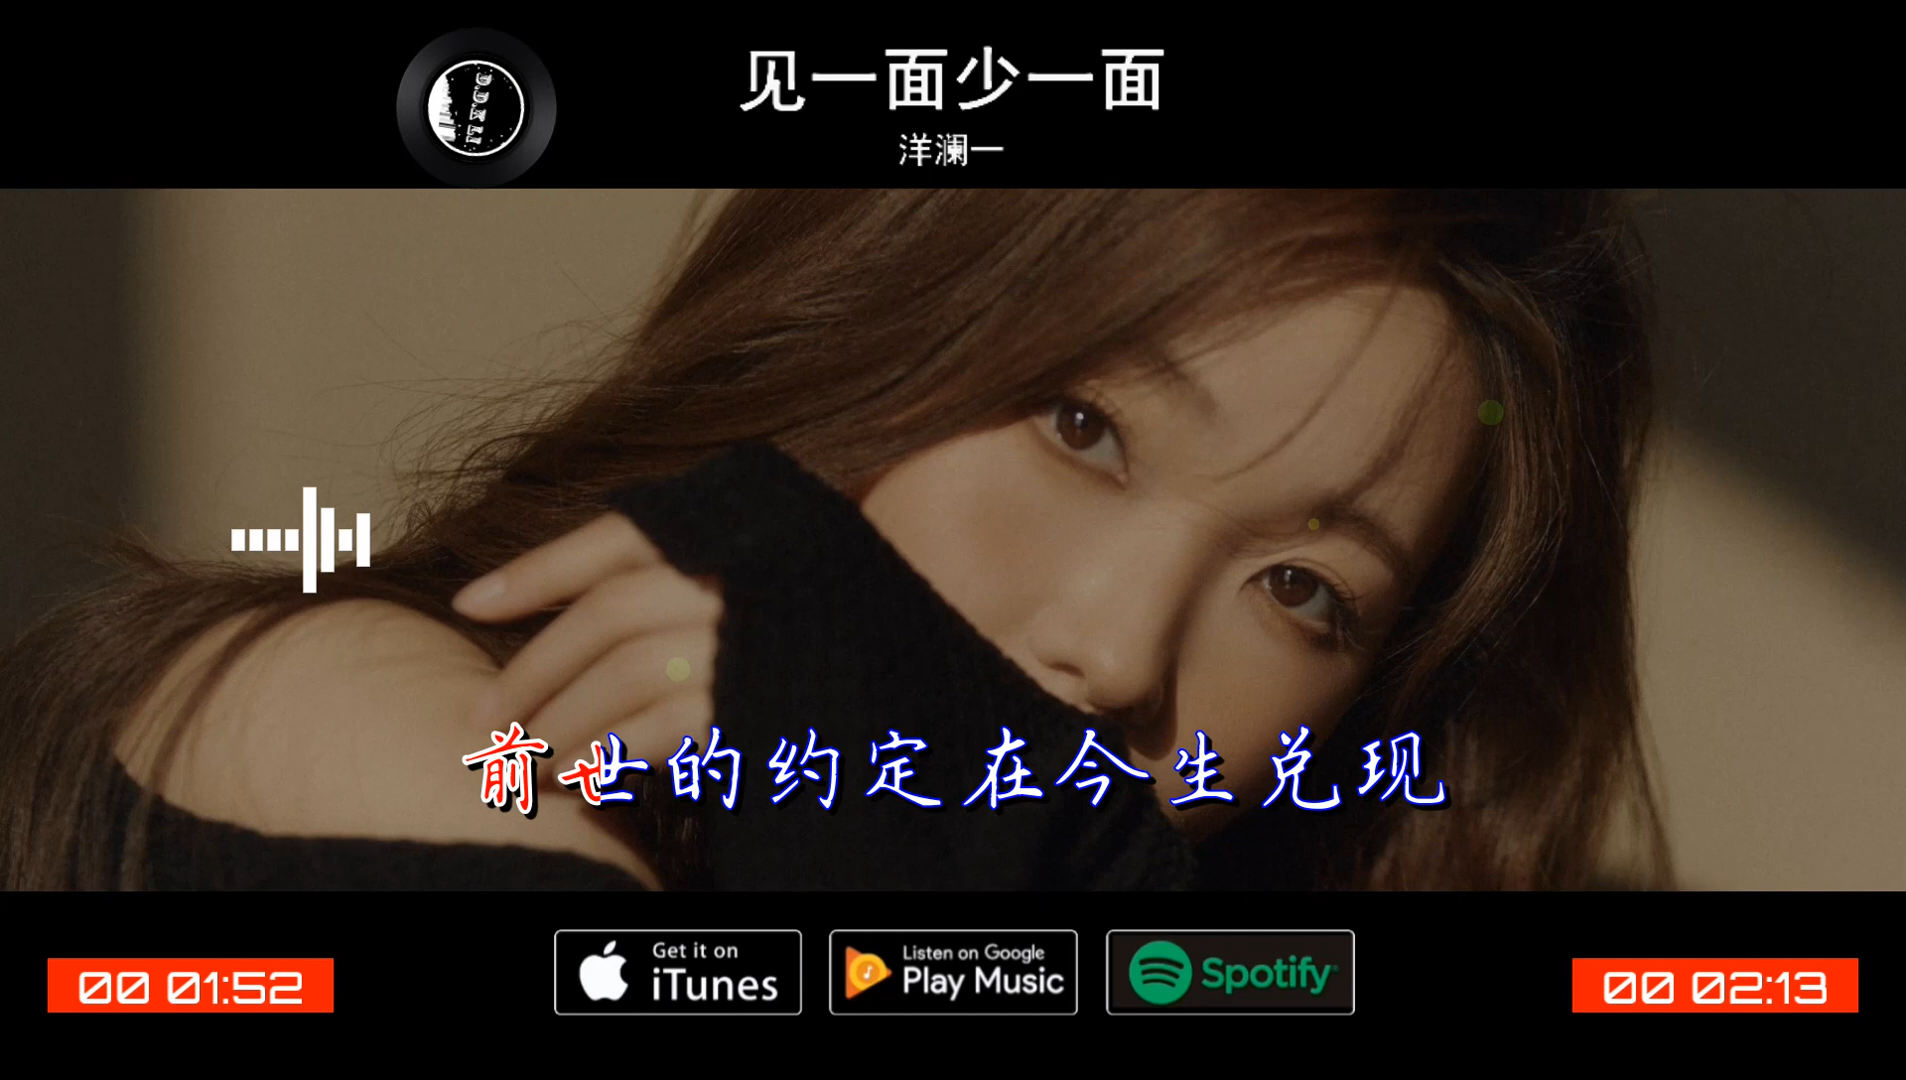 见一面少一面
洋澜一
D.D.K.L.I
前世的约定在今生兑现
00 01:52
Get it on
iTunes
Listen on Google
Play Music
Spotify
00 02:13